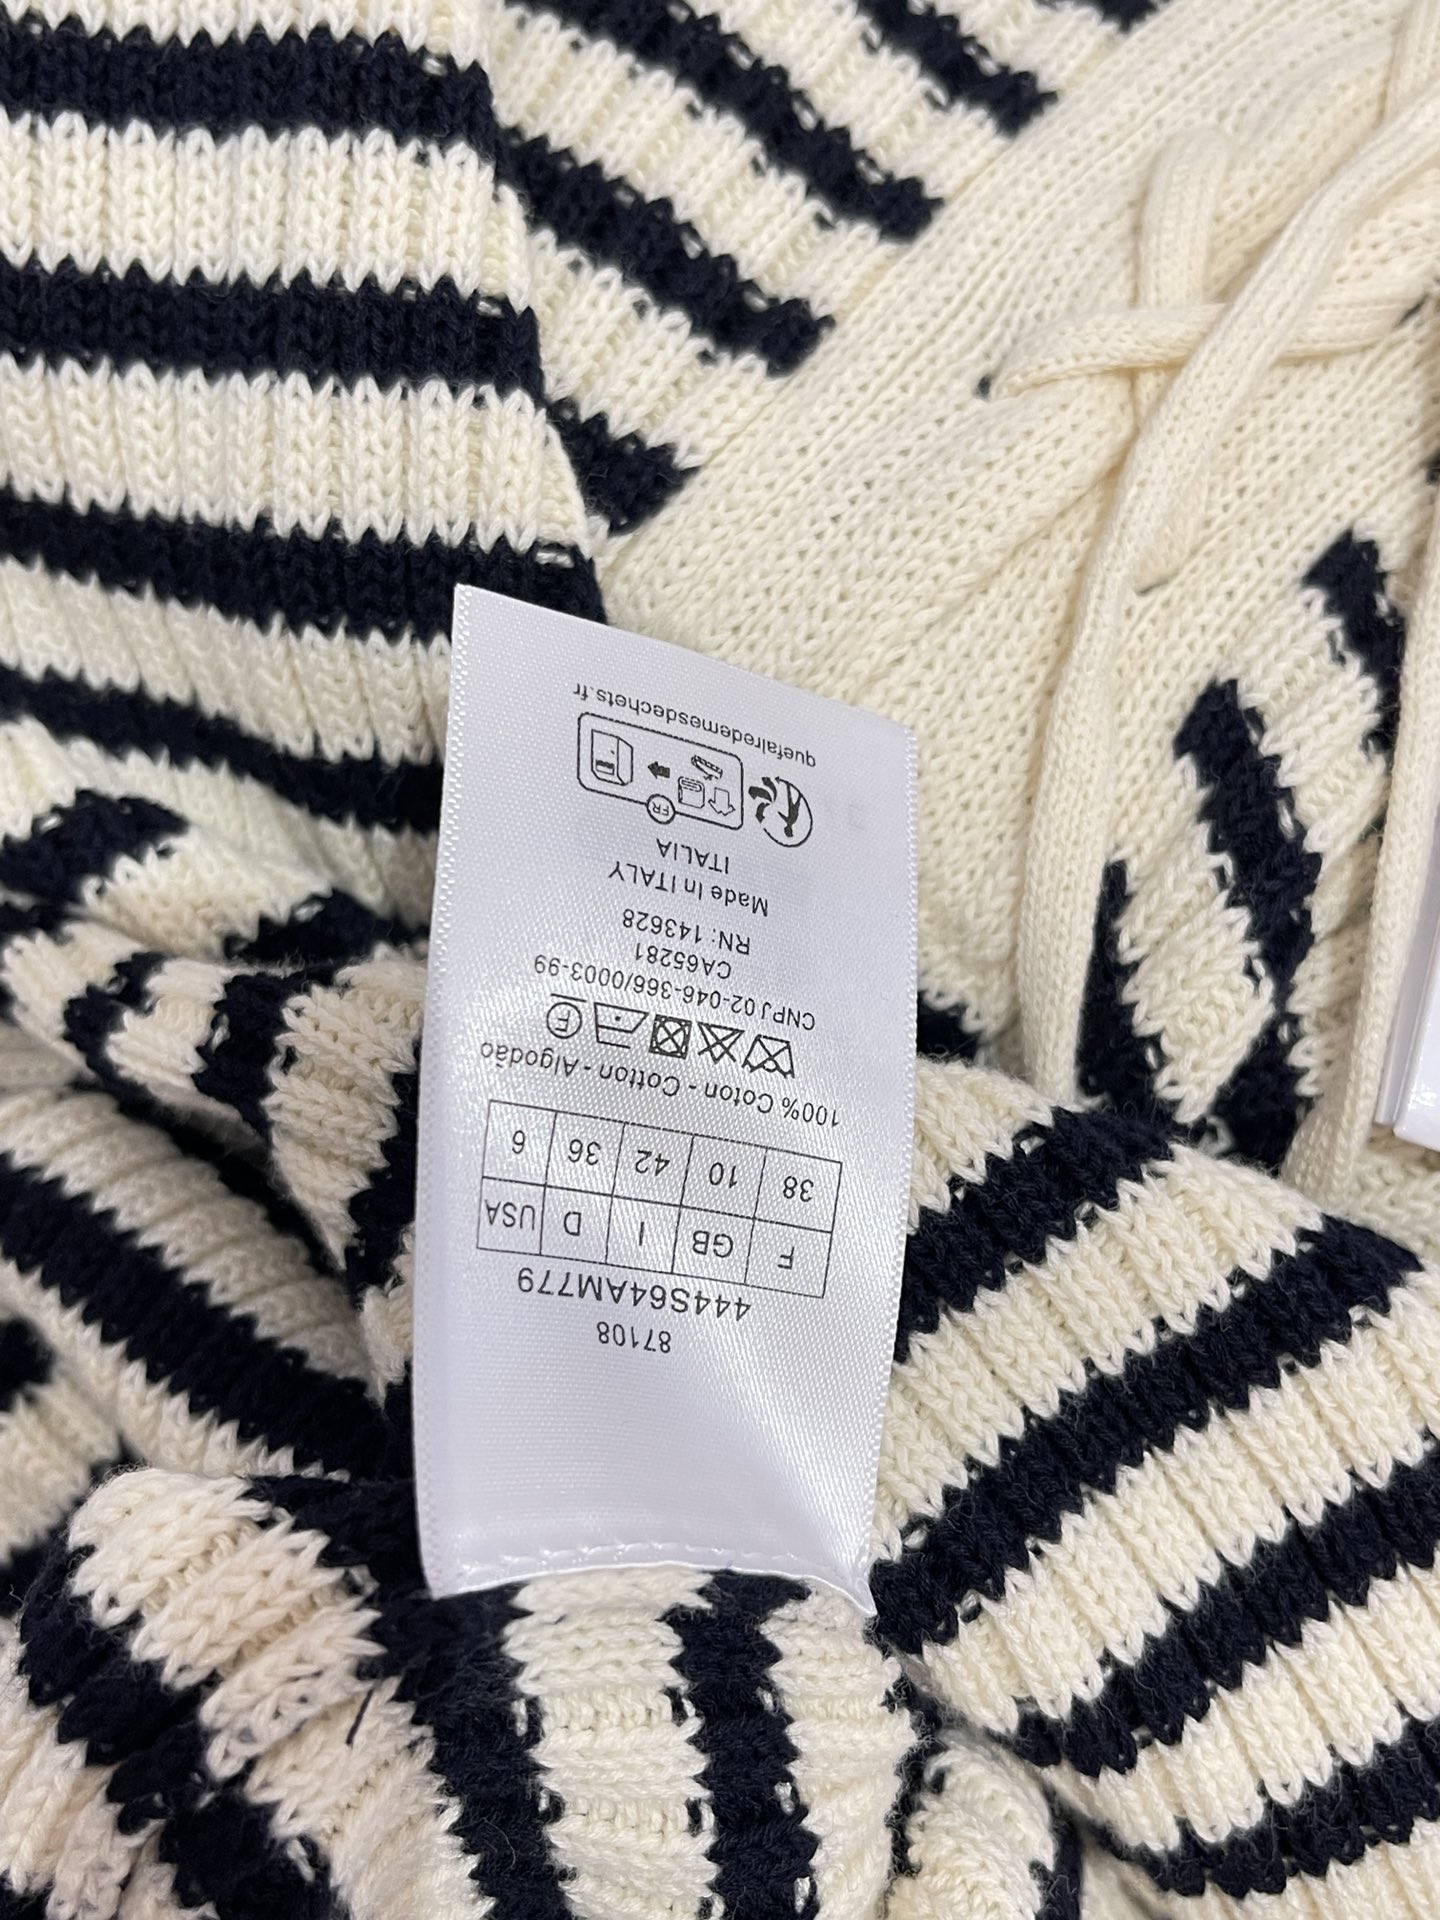 87108
444S64AM779
F GB I D USA
38 10 42 36 6
100% Coton - Cotton - Algodão
F
CNPJ 02-046-366/0003-99
CA65281
RN: 143628
Made In ITALY
ITALIA
FR
quefairedemesdechets.fr